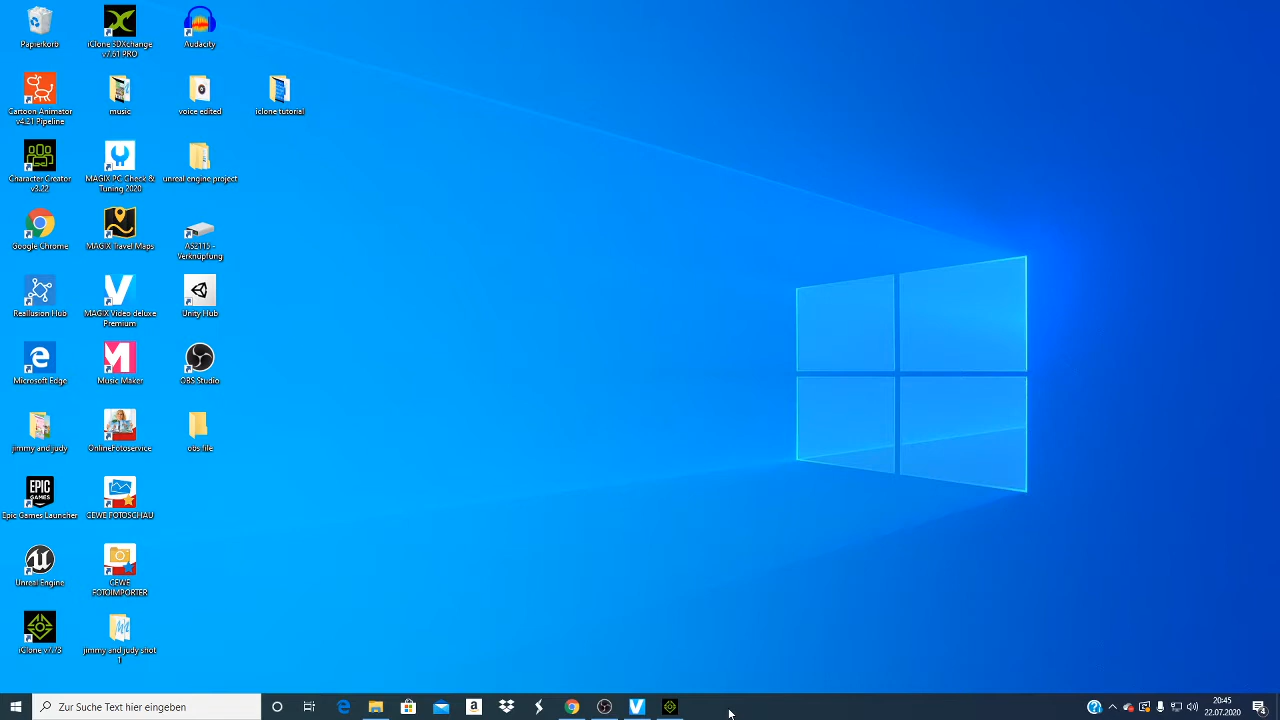 Papierkorb
iClone 3DXchange
v7.61 PRO
Audacity
Cartoon Animator
v4.21 Pipeline
music
voice edited
iclone tutorial
Character Creator
v3.22
MAGIX PC Check &
Tuning 2020
unreal engine project
Google Chrome
MAGIX Travel Maps
AS2115 -
Verknüpfung
Reallusion Hub
MAGIX Video deluxe
Premium
Unity Hub
Microsoft Edge
Music Maker
OBS Studio
jimmy and judy
OnlineFotoservice
obs file
EPIC
GAMES
Epic Games Launcher
CEWE FOTOSCHAU
Unreal Engine
CEWE
FOTOIMPORTER
iClone v7.73
jimmy and judy shot
1
Zur Suche Text hier eingeben
20:45
22.07.2020